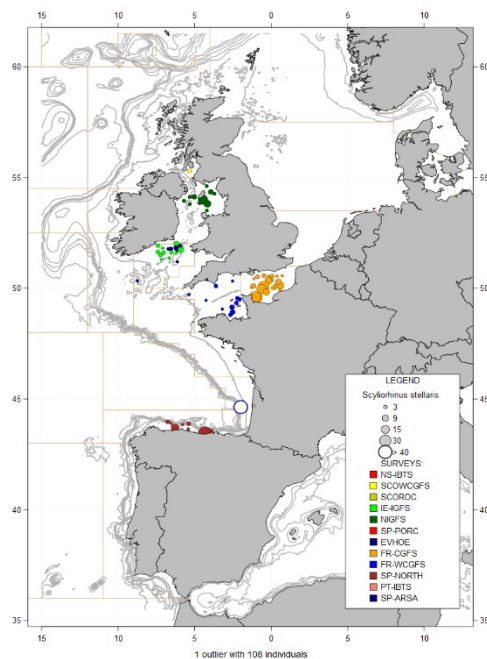 15 10 5 0 5 10
60
60
55
55
50
50
45
45
40
40
35
35
LEGEND
Scyliorhinus stellaris
3
9
15
30
> 40
SURVEYS:
NS-IBTS
SCOWCGFS
SCOROC
IE-IGFS
NIGFS
SP-PORC
EVHOE
FR-CGFS
FR-WCGFS
SP-NORTH
PT-IBTS
SP-ARSA
15 10 5 0 5 10
1 outlier with 108 individuals